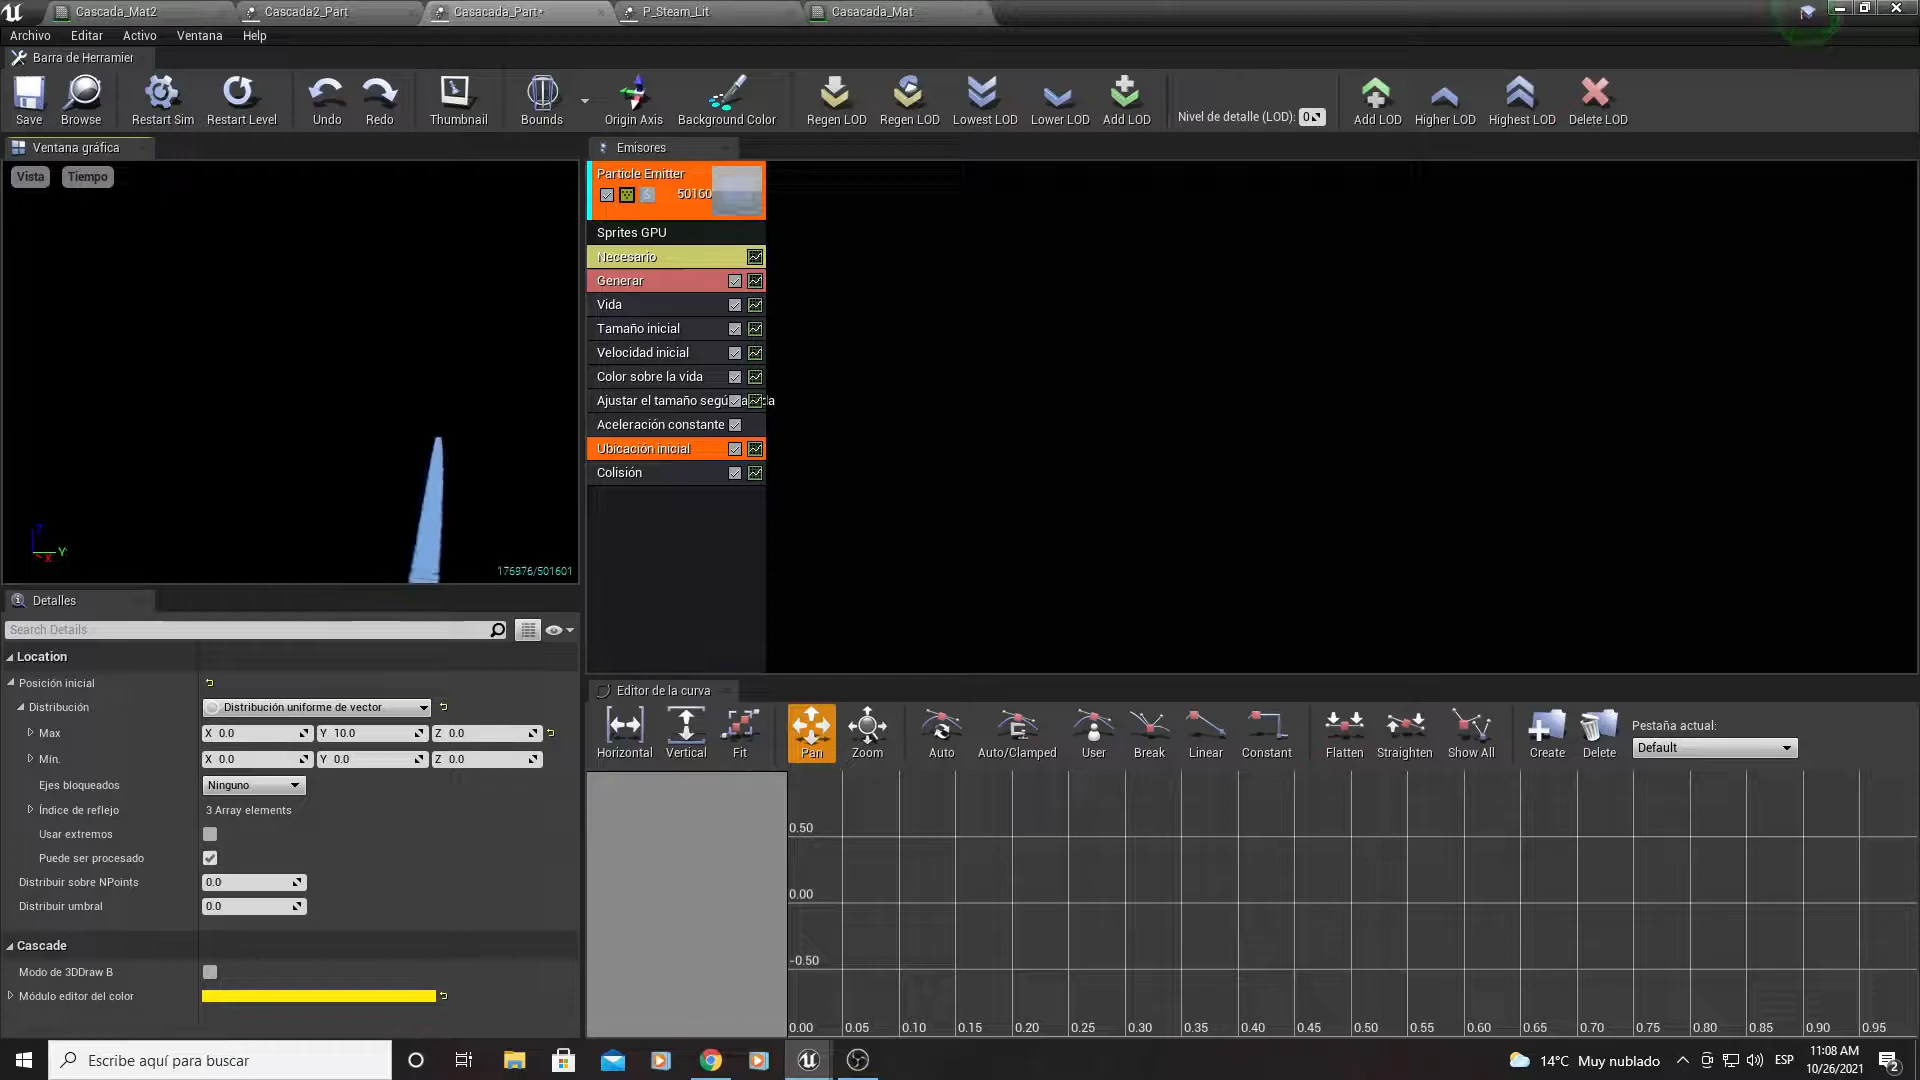 Cascada_Mat2
Cascada2_Part
Casacada_Part*
P_Steam_Lit
Casacada_Mat
Archivo
Editar
Activo
Ventana
Help
Barra de Herramier
Save
Browse
Restart Sim
Restart Level
Undo
Redo
Thumbnail
Bounds
Origin Axis
Background Color
Regen LOD
Regen LOD
Lowest LOD
Lower LOD
Add LOD
Nivel de detalle (LOD):
0
Add LOD
Higher LOD
Highest LOD
Delete LOD
Ventana gráfica
Vista
Tiempo
Z
Y
X
176976/501601
Emisores
Particle Emitter
50160
Sprites GPU
Necesario
Generar
Vida
Tamaño inicial
Velocidad inicial
Color sobre la vida
Ajustar el tamaño segú
Aceleración constante
Ubicación inicial
Colisión
Detalles
Search Details
Location
Posición inicial
Distribución
Distribución uniforme de vector
Max
X 0.0
Y 10.0
Z 0.0
Min.
X 0.0
Y 0.0
Z 0.0
Ejes bloqueados
Ninguno
Índice de reflejo
3 Array elements
Usar extremos
Puede ser procesado
Distribuir sobre NPoints
0.0
Distribuir umbral
0.0
Cascade
Modo de 3DDraw B
Módulo editor del color
Editor de la curva
Horizontal
Vertical
Fit
Pan
Zoom
Auto
Auto/Clamped
User
Break
Linear
Constant
Flatten
Straighten
Show All
Create
Delete
Pestaña actual:
Default
0.50
0.00
-0.50
0.00 0.05 0.10 0.15 0.20 0.25 0.30 0.35 0.40 0.45 0.50 0.55 0.60 0.65 0.70 0.75 0.80 0.85 0.90 0.95
Escribe aquí para buscar
14°C Muy nublado
ESP
11:08 AM
10/26/2021
2